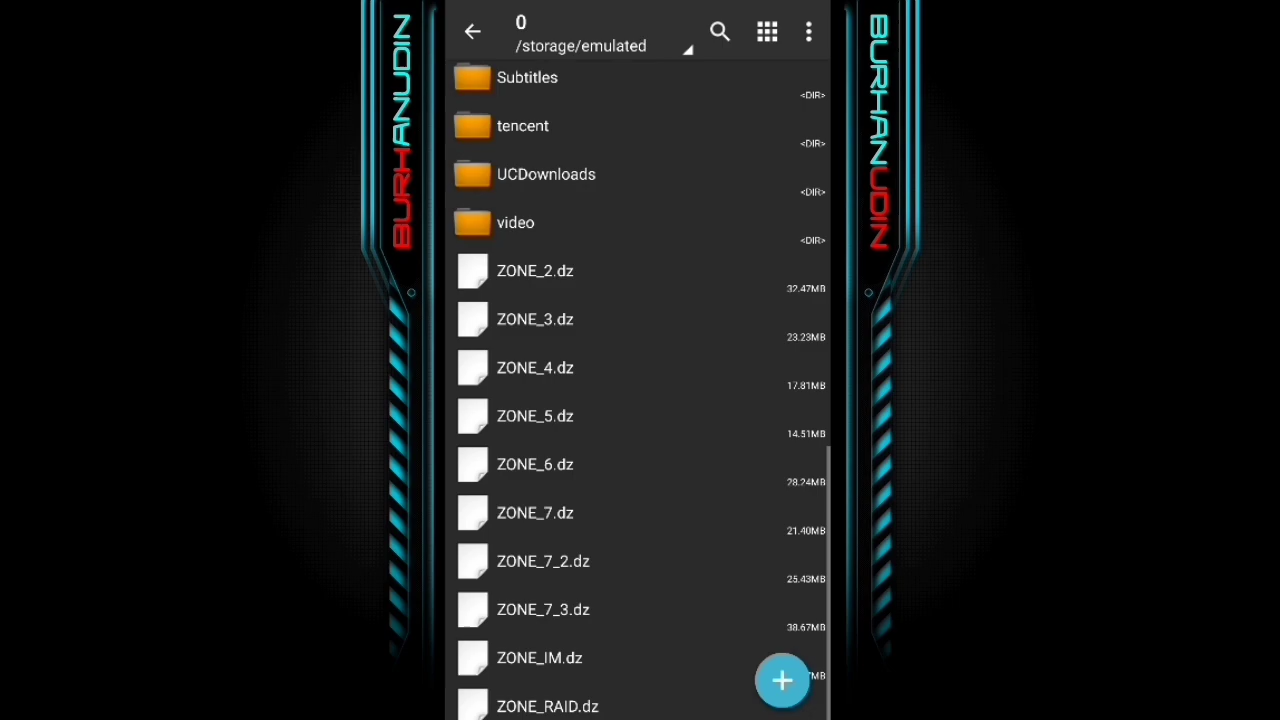 BURHANUDIN
0
/storage/emulated
Subtitles
<DIR>
tencent
<DIR>
UCDownloads
<DIR>
video
<DIR>
ZONE_2.dz
32.47MB
ZONE_3.dz
23.23MB
ZONE_4.dz
17.81MB
ZONE_5.dz
14.51MB
ZONE_6.dz
28.24MB
ZONE_7.dz
21.40MB
ZONE_7_2.dz
25.43MB
ZONE_7_3.dz
38.67MB
ZONE_IM.dz
MB
ZONE_RAID.dz
BURHANUDIN